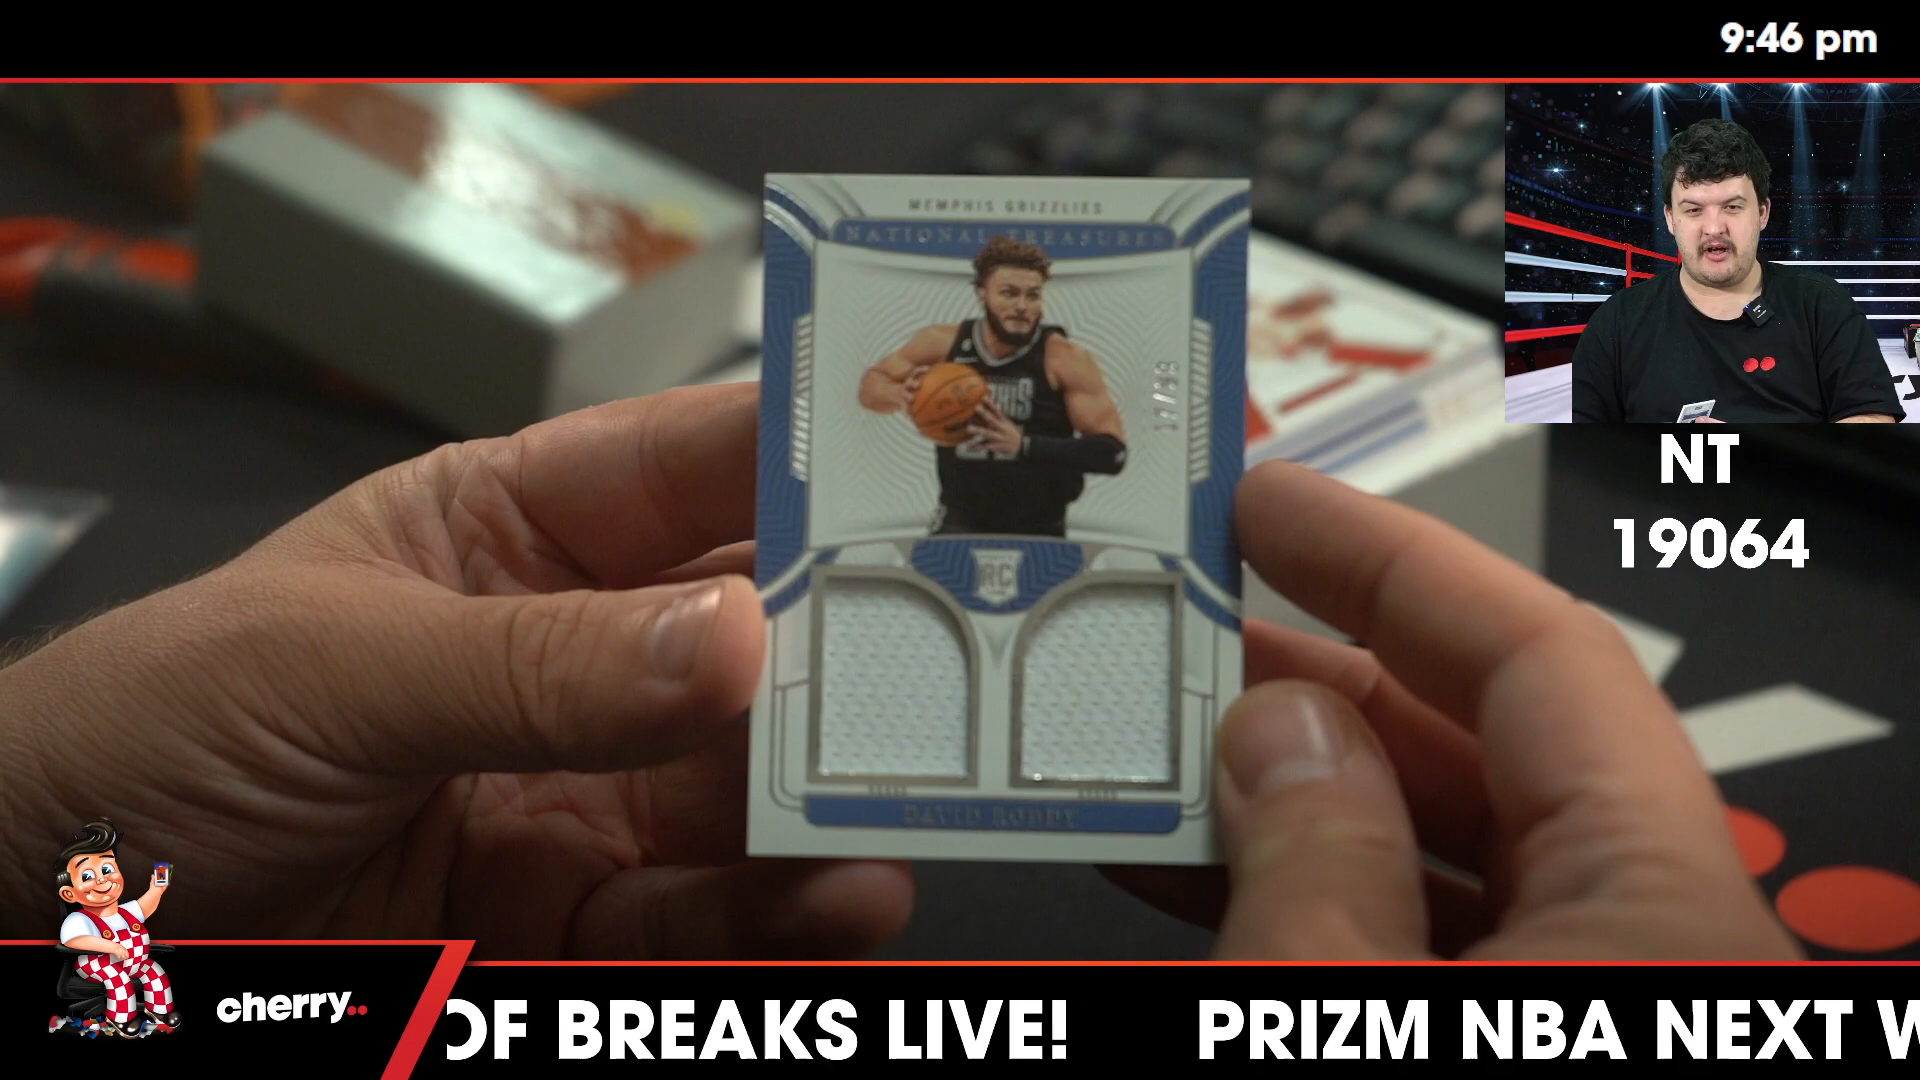 9:46 pm
MEMPHIS GRIZZLIES
NATIONAL TREASURES
RC
DAVID RODDY
NT
19064
cherry..
OF BREAKS LIVE!
PRIZM NBA NEXT W